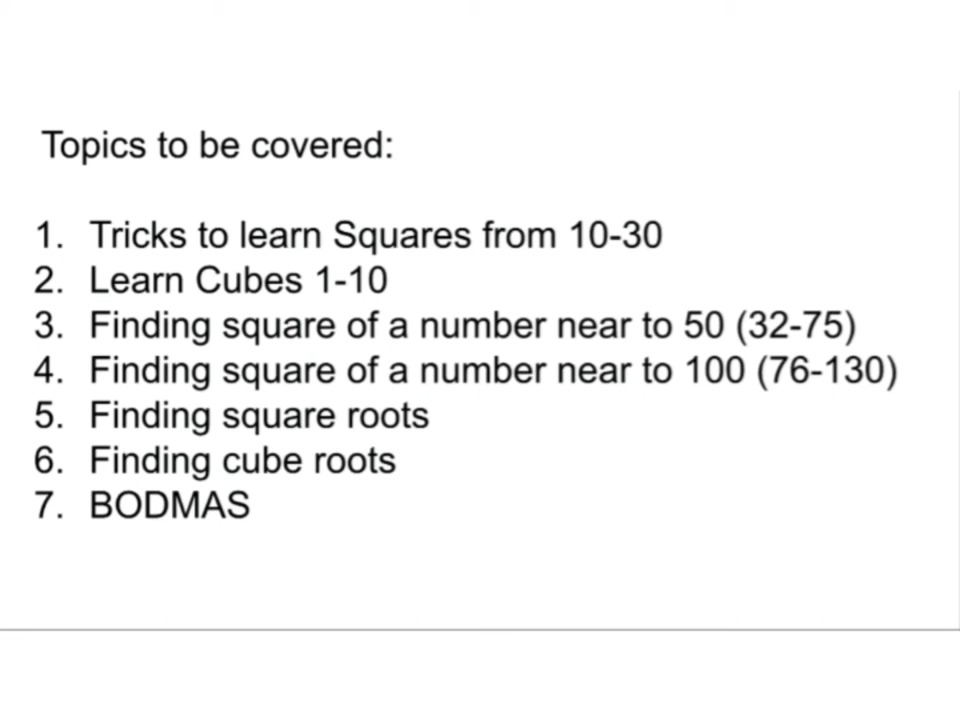 Topics to be covered:
1. Tricks to learn Squares from 10-30
2. Learn Cubes 1-10
3. Finding square of a number near to 50 (32-75)
4. Finding square of a number near to 100 (76-130)
5. Finding square roots
6. Finding cube roots
7. BODMAS